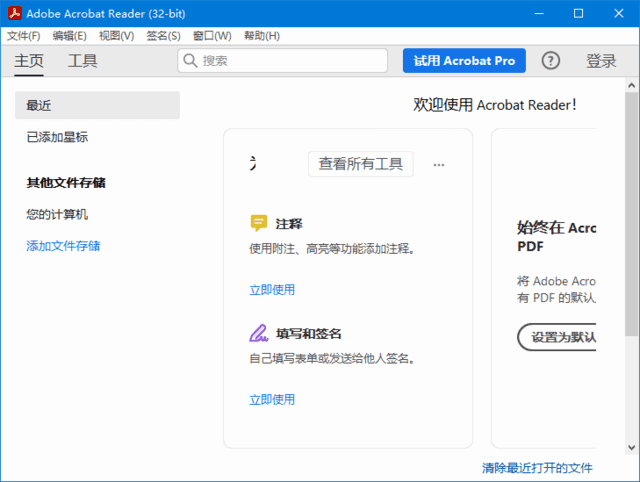 Adobe Acrobat Reader (32-bit)
文件(F) 编辑(E) 视图(V) 签名(S) 窗口(W) 帮助(H)
主页 工具 搜索 试用 Acrobat Pro ? 登录
最近
已添加星标
其他文件存储
您的计算机
添加文件存储
欢迎使用 Acrobat Reader!
查看所有工具 ...
注释
使用附注、高亮等功能添加注释。
立即使用
填写和签名
自己填写表单或发送给他人签名。
立即使用
始终在 Acro
PDF
将 Adobe Acro
有 PDF 的默认
设置为默认
清除最近打开的文件